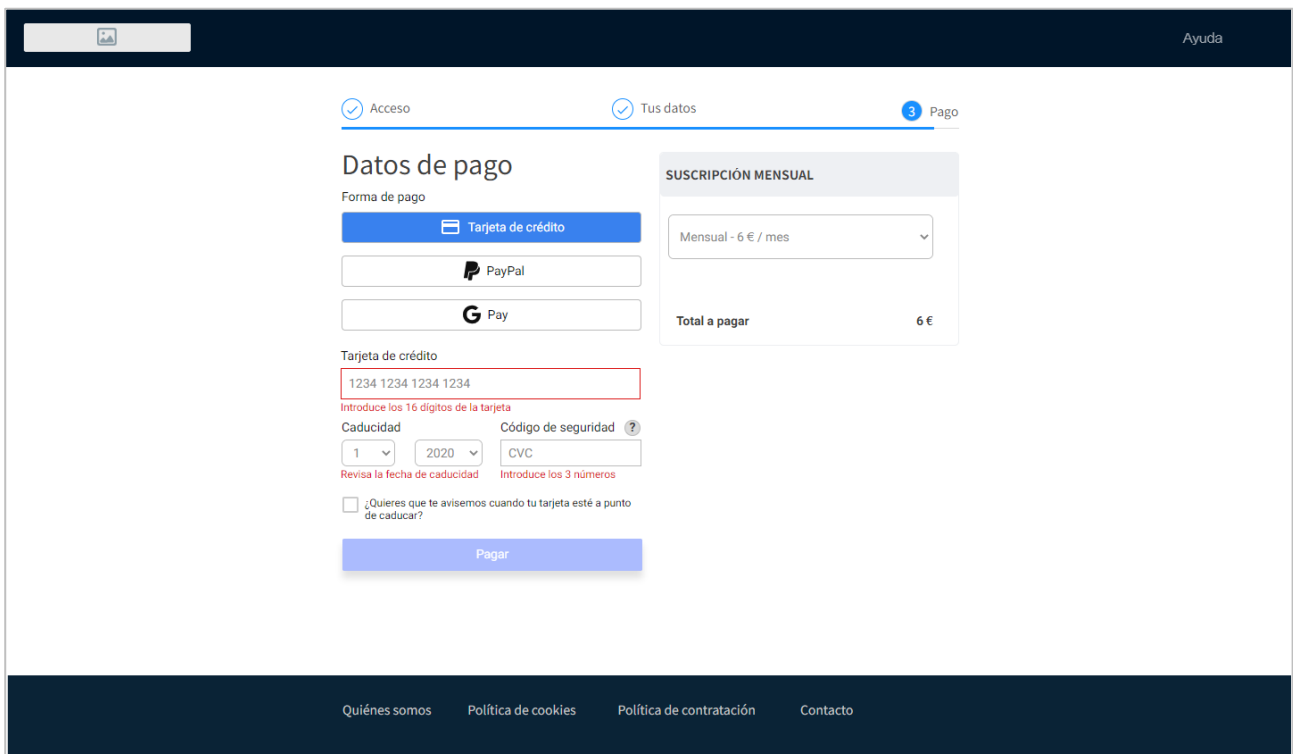 Ayuda
Acceso
Tus datos
3 Pago
Datos de pago
Forma de pago
Tarjeta de crédito
PayPal
G Pay
Tarjeta de crédito
1234 1234 1234 1234
Introduce los 16 dígitos de la tarjeta
Caducidad
Código de seguridad ?
1
2020
CVC
Revisa la fecha de caducidad
Introduce los 3 números
¿Quieres que te avisemos cuando tu tarjeta esté a punto
de caducar?
Pagar
SUSCRIPCIÓN MENSUAL
Mensual - 6 € / mes
Total a pagar 6 €
Quiénes somos
Política de cookies
Política de contratación
Contacto